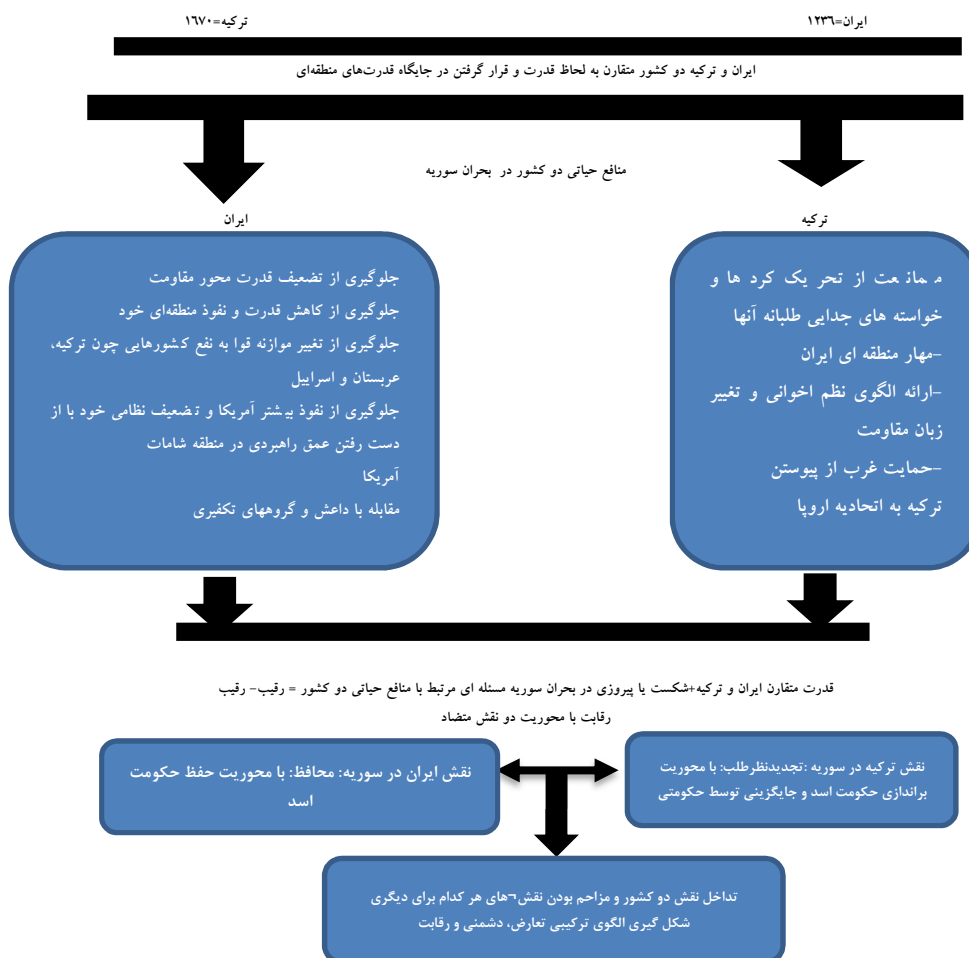 ایران=۱۲۳۶
ترکیه=۱۶۷۰
ایران و ترکیه دو کشور متقارن به لحاظ قدرت و قرار گرفتن در جایگاه قدرت‌های منطقه‌ای
منافع حیاتی دو کشور در بحران سوریه
ترکیه
ممانعت از تحریک کرد ها و
خواسته های جدایی طلبانه آنها
-مهار منطقه ای ایران
-ارائه الگوی نظم اخوانی و تغییر
زبان مقاومت
-حمایت غرب از پیوستن
ترکیه به اتحادیه اروپا
ایران
جلوگیری از تضعیف قدرت محور مقاومت
جلوگیری از کاهش قدرت و نفوذ منطقه‌ای خود
جلوگیری از تغییر موازنه قوا به نفع کشورهایی چون ترکیه،
عربستان و اسراییل
جلوگیری از نفوذ بیشتر آمریکا و تضعیف نظامی خود با از
دست رفتن عمق راهبردی در منطقه شامات
آمریکا
مقابله با داعش و گروههای تکفیری
قدرت متقارن ایران و ترکیه+شکست یا پیروزی در بحران سوریه مسئله ای مرتبط با منافع حیاتی دو کشور = رقیب- رقیب
رقابت با محوریت دو نقش متضاد
نقش ترکیه در سوریه :تجدیدنظرطلب: با محوریت
براندازی حکومت اسد و جایگزینی توسط حکومتی
نقش ایران در سوریه: محافظ: با محوریت حفظ حکومت
اسد
تداخل نقش دو کشور و مزاحم بودن نقش¬های هر کدام برای دیگری
شکل گیری الگوی ترکیبی تعارض، دشمنی و رقابت